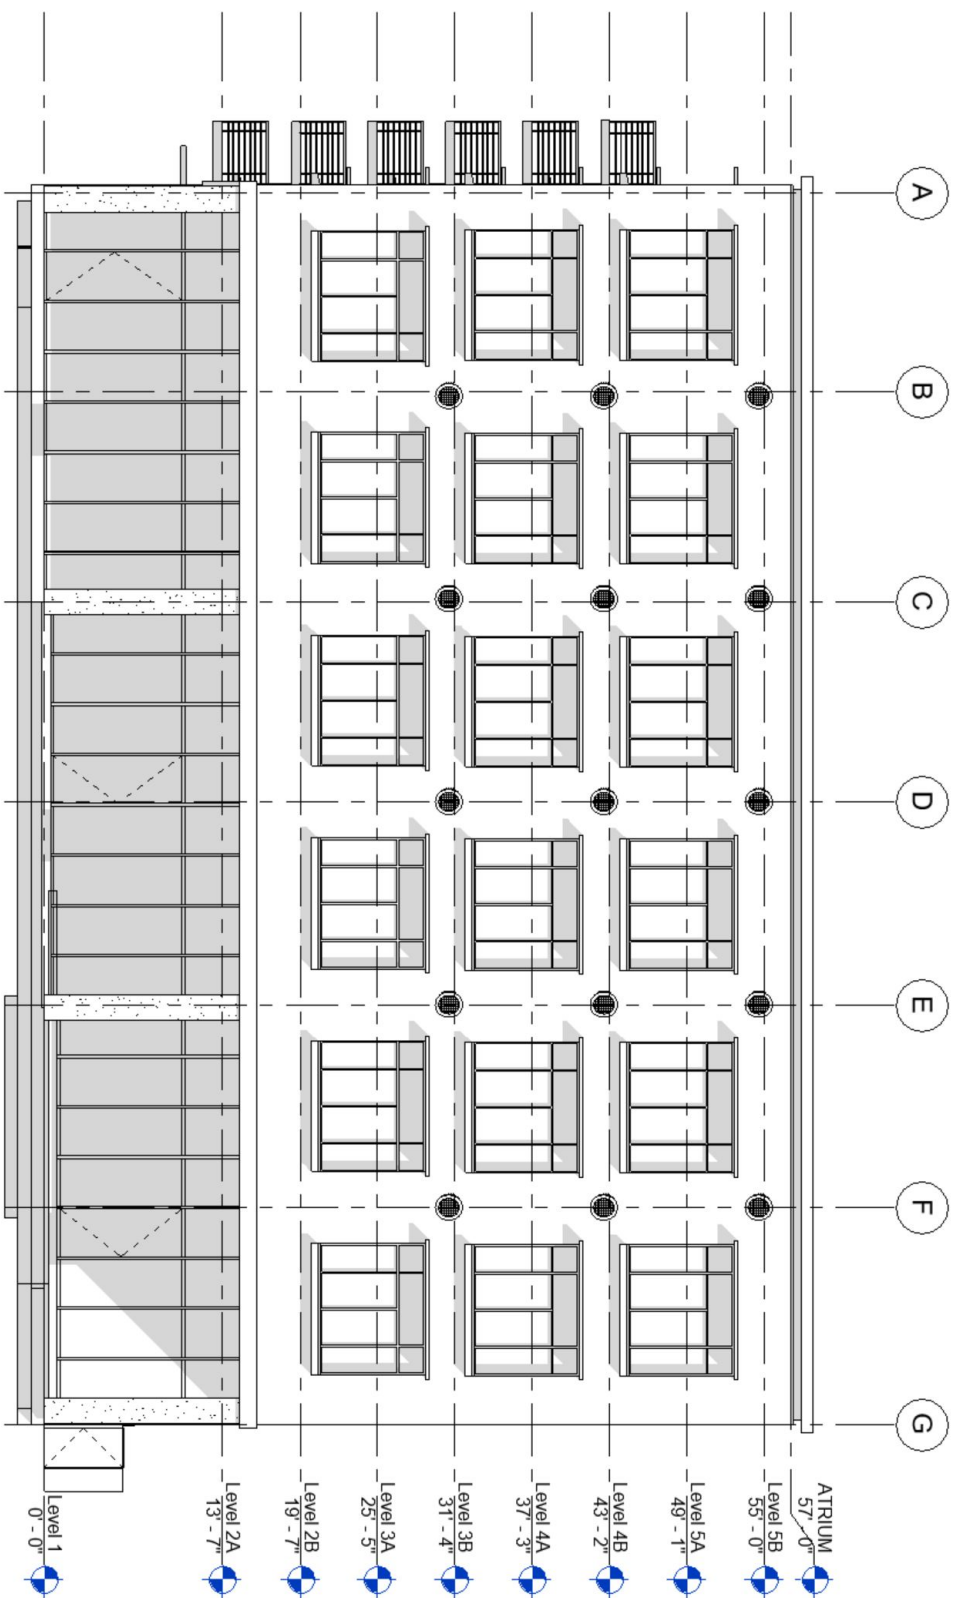 A
B
C
D
E
F
G
ATRIUM
57' - 0"
Level 5B
55' - 0"
Level 5A
49' - 1"
Level 4B
43' - 2"
Level 4A
37' - 3"
Level 3B
31' - 4"
Level 3A
25' - 5"
Level 2B
19' - 7"
Level 2A
13' - 7"
Level 1
0' - 0"